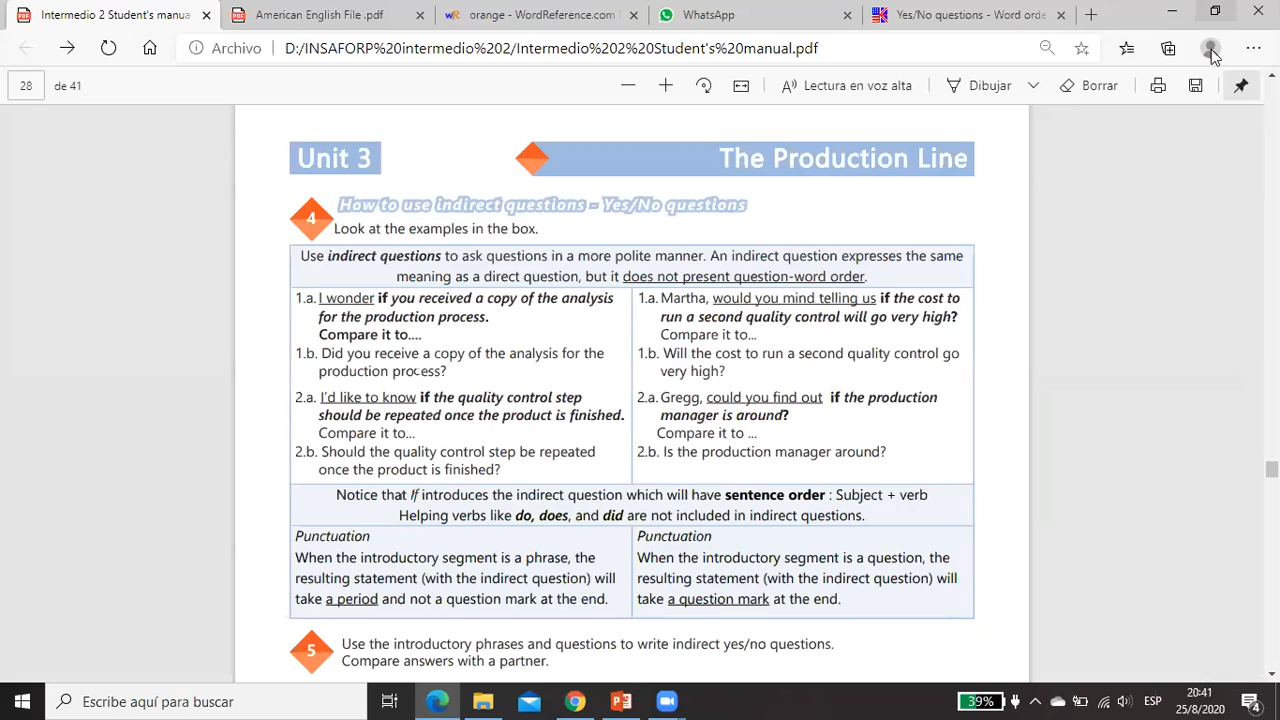 Intermedio 2 Student's manua
American English File .pdf
orange - WordReference.com
WhatsApp
Yes/No questions - Word orde
Archivo
D:/INSAFORP%20intermedio%202/Intermedio%202%20Student's%20manual.pdf
28 de 41
Lectura en voz alta
Dibujar
Borrar
Unit 3
The Production Line
4
How to use indirect questions – Yes/No questions
Look at the examples in the box.
Use indirect questions to ask questions in a more polite manner. An indirect question expresses the same
meaning as a direct question, but it does not present question-word order.
1.a. I wonder if you received a copy of the analysis
for the production process.
Compare it to....
1.b. Did you receive a copy of the analysis for the
production process?
2.a. I'd like to know if the quality control step
should be repeated once the product is finished.
Compare it to...
2.b. Should the quality control step be repeated
once the product is finished?
1.a. Martha, would you mind telling us if the cost to
run a second quality control will go very high?
Compare it to...
1.b. Will the cost to run a second quality control go
very high?
2.a. Gregg, could you find out if the production
manager is around?
Compare it to ...
2.b. Is the production manager around?
Notice that If introduces the indirect question which will have sentence order : Subject + verb
Helping verbs like do, does, and did are not included in indirect questions.
Punctuation
When the introductory segment is a phrase, the
resulting statement (with the indirect question) will
take a period and not a question mark at the end.
Punctuation
When the introductory segment is a question, the
resulting statement (with the indirect question) will
take a question mark at the end.
5
Use the introductory phrases and questions to write indirect yes/no questions.
Compare answers with a partner.
Escribe aquí para buscar
39%
ESP
20:41
25/8/2020
4